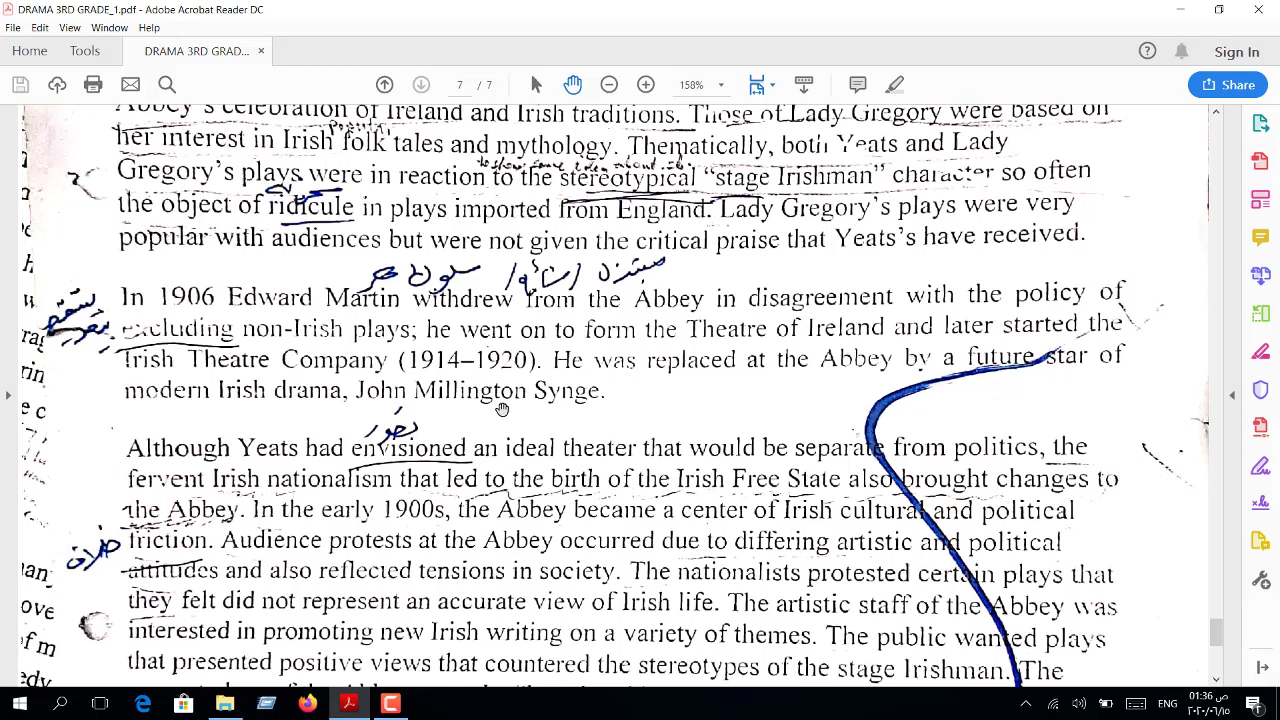 DRAMA 3RD GRADE_1.pdf - Adobe Acrobat Reader DC
File Edit View Window Help
Home Tools DRAMA 3RD GRAD... × Sign In
7 / 7 158% Share
Abbey's celebration of Ireland and Irish traditions. Those of Lady Gregory were based on
her interest in Irish folk tales and mythology. Thematically, both Yeats and Lady
Gregory's plays were in reaction to the stereotypical "stage Irishman" character so often
the object of ridicule in plays imported from England. Lady Gregory's plays were very
popular with audiences but were not given the critical praise that Yeats's have received.
In 1906 Edward Martin withdrew from the Abbey in disagreement with the policy of
excluding non-Irish plays; he went on to form the Theatre of Ireland and later started the
Irish Theatre Company (1914–1920). He was replaced at the Abbey by a future star of
modern Irish drama, John Millington Synge.
تصور
Although Yeats had envisioned an ideal theater that would be separate from politics, the
fervent Irish nationalism that led to the birth of the Irish Free State also brought changes to
the Abbey. In the early 1900s, the Abbey became a center of Irish cultural and political
خلاف
friction. Audience protests at the Abbey occurred due to differing artistic and political
attitudes and also reflected tensions in society. The nationalists protested certain plays that
they felt did not represent an accurate view of Irish life. The artistic staff of the Abbey was
interested in promoting new Irish writing on a variety of themes. The public wanted plays
that presented positive views that countered the stereotypes of the stage Irishman. The
ENG 01:36 ص